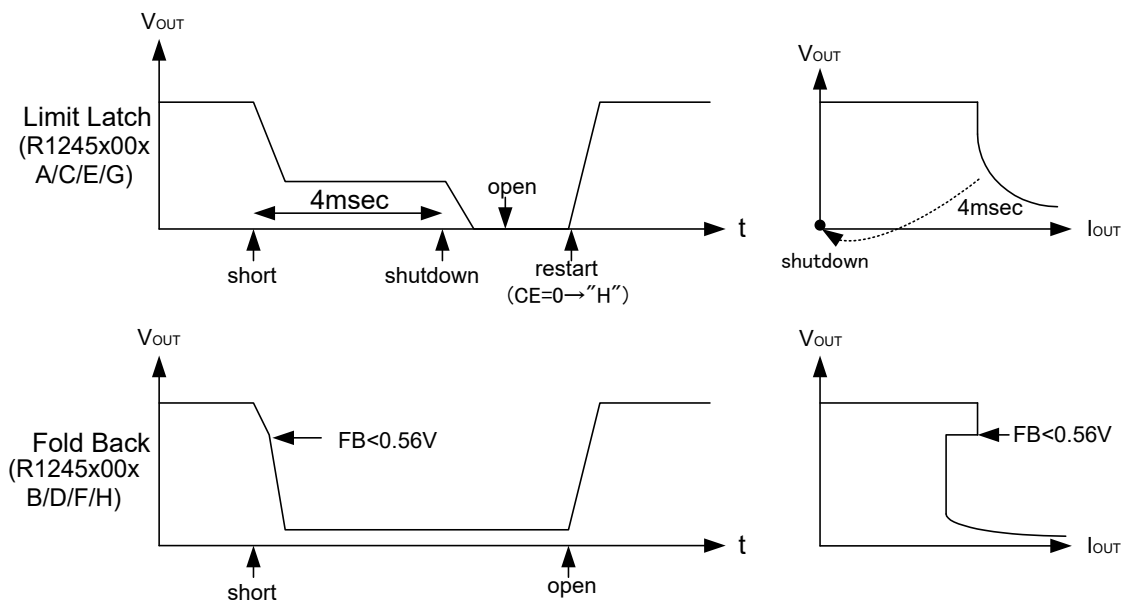 VOUT
Limit Latch
(R1245x00x
A/C/E/G)
4msec
open
t
short
shutdown
restart
(CE=0→″H″)
VOUT
4msec
IOUT
shutdown
VOUT
Fold Back
(R1245x00x
B/D/F/H)
FB<0.56V
t
short
open
VOUT
FB<0.56V
IOUT